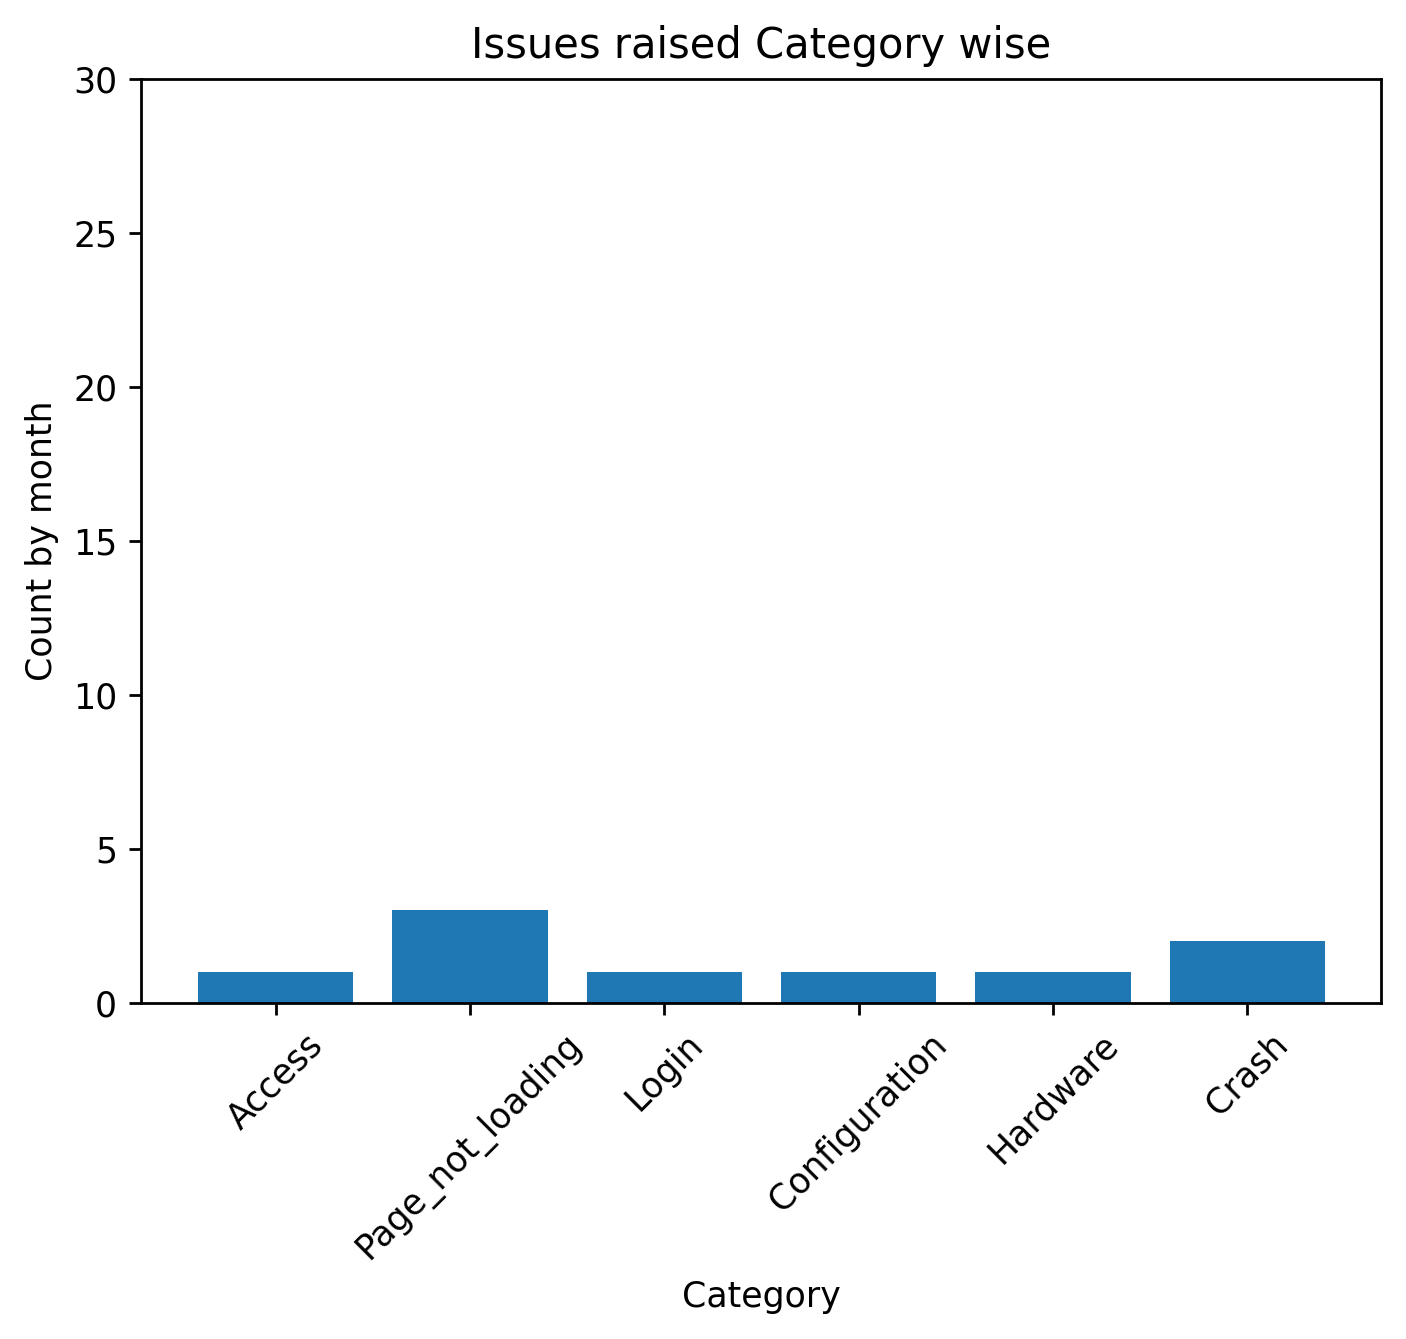 Issues raised Category wise
30
25
20
15
10
5
0
Count by month
Access
Page_not_loading
Login
Configuration
Hardware
Crash
Category